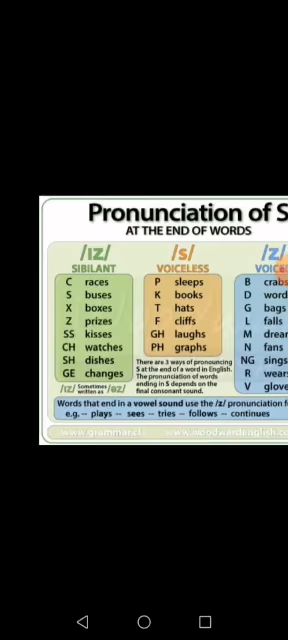 Pronunciation of S
AT THE END OF WORDS
/ɪz/ /s/ /z/
SIBILANT VOICELESS
C races P sleeps B crabs
S buses K books D word
X boxes T hats G bags
Z prizes F cliffs L falls
SS kisses GH laughs M drea
CH watches PH graphs N fans
SH dishes NG sings
GE changes R wears
V glove
There are 3 ways of pronouncing
S at the end of a word in English.
The pronunciation of words
ending in S depends on the
final consonant sound.
/ɪz/ Sometimes written as /əz/
Words that end in a vowel sound use the /z/ pronunciation f
e.g. -- plays -- sees -- tries -- follows -- continues
www.grammar.cl www.woodwardenglish.co